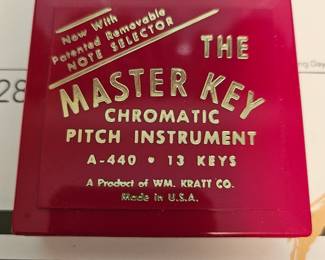 Now With
Patented Removable
NOTE SELECTOR
THE
MASTER KEY
CHROMATIC
PITCH INSTRUMENT
A-440 • 13 KEYS
A Product of WM. KRATT CO.
Made in U.S.A.
28